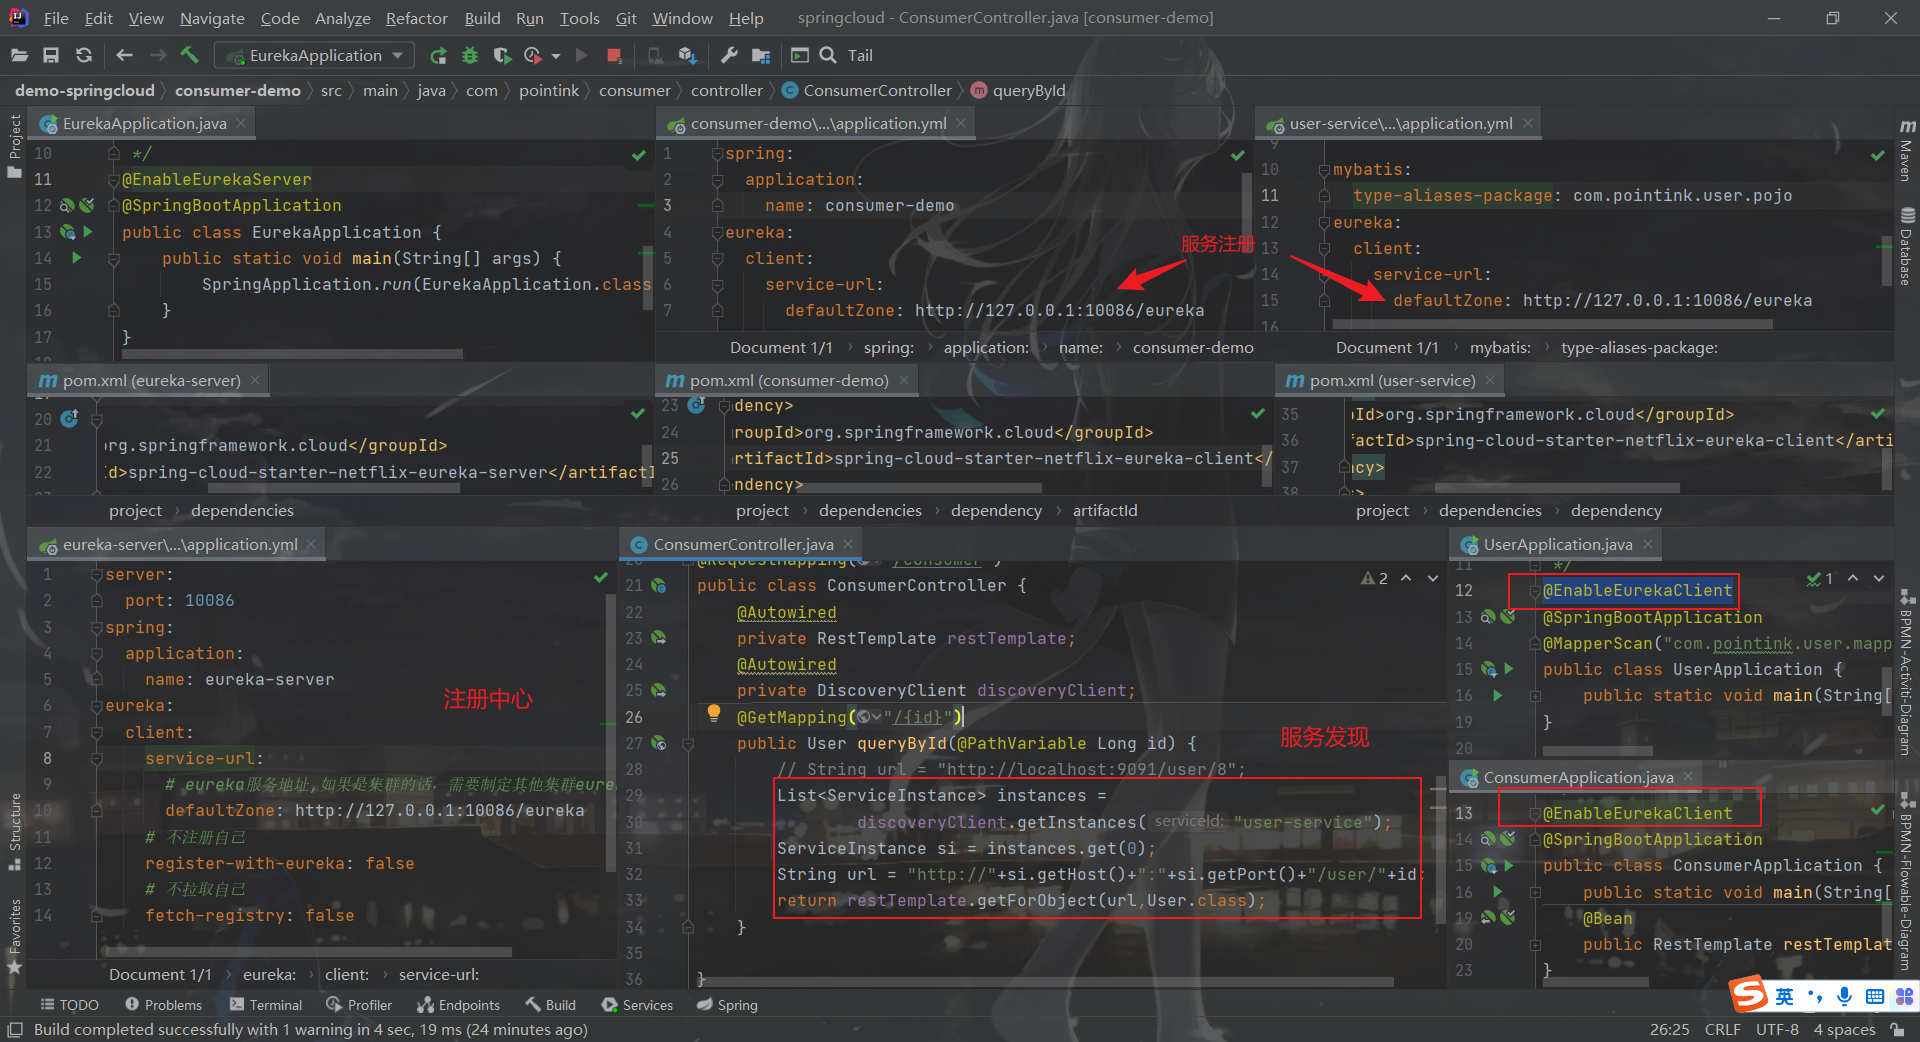 File Edit View Navigate Code Analyze Refactor Build Run Tools Git Window Help springcloud - ConsumerController.java [consumer-demo]
EurekaApplication 3 Tail
demo-springcloud consumer-demo src main java com pointink consumer controller ConsumerController queryById
Project
EurekaApplication.java
10 */
11 @EnableEurekaServer
12 @SpringBootApplication
13 public class EurekaApplication {
14 public static void main(String[] args) {
15 SpringApplication.run(EurekaApplication.class
16 }
17 }
consumer-demo\...\application.yml
1 spring:
2 application:
3 name: consumer-demo
4 eureka:
5 client:
6 service-url:
7 defaultZone: http://127.0.0.1:10086/eureka
Document 1/1 spring: application: name: consumer-demo
服务注册
user-service\...\application.yml
9
10 mybatis:
11 type-aliases-package: com.pointink.user.pojo
12 eureka:
13 client:
14 service-url:
15 defaultZone: http://127.0.0.1:10086/eureka
16
Document 1/1 mybatis: type-aliases-package:
pom.xml (eureka-server)
20
21 org.springframework.cloud</groupId>
22 Id>spring-cloud-starter-netflix-eureka-server</artifactI
project dependencies
pom.xml (consumer-demo)
23 ndency>
24 groupId>org.springframework.cloud</groupId>
25 artifactId>spring-cloud-starter-netflix-eureka-client</
26 ndency>
project dependencies dependency artifactId
pom.xml (user-service)
35 pId>org.springframework.cloud</groupId>
36 factId>spring-cloud-starter-netflix-eureka-client</arti
37 ncy>
38
project dependencies dependency
eureka-server\...\application.yml
1 server:
2 port: 10086
3 spring:
4 application:
5 name: eureka-server
6 eureka:
7 client:
8 service-url:
9 # eureka服务地址,如果是集群的话，需要制定其他集群eure
10 defaultZone: http://127.0.0.1:10086/eureka
11 # 不注册自己
12 register-with-eureka: false
13 # 不拉取自己
14 fetch-registry: false
Document 1/1 eureka: client: service-url:
注册中心
ConsumerController.java
20 @RequestMapping("/consumer")
21 public class ConsumerController {
22 @Autowired
23 private RestTemplate restTemplate;
24 @Autowired
25 private DiscoveryClient discoveryClient;
26 @GetMapping("/{id}")
27 public User queryById(@PathVariable Long id) {
28 // String url = "http://localhost:9091/user/8";
29 List<ServiceInstance> instances =
30 discoveryClient.getInstances( serviceId: "user-service");
31 ServiceInstance si = instances.get(0);
32 String url = "http://"+si.getHost()+":"+si.getPort()+"/user/"+id;
33 return restTemplate.getForObject(url,User.class);
34 }
35
36 }
2
服务发现
UserApplication.java
11 */
12 @EnableEurekaClient
13 @SpringBootApplication
14 @MapperScan("com.pointink.user.mapp
15 public class UserApplication {
16 public static void main(String[
19 }
20
1
ConsumerApplication.java
13 @EnableEurekaClient
14 @SpringBootApplication
15 public class ConsumerApplication {
16 public static void main(String[
19 @Bean
20 public RestTemplate restTemplat
23 }
Maven
Database
BPMN-Activiti-Diagram
BPMN-Flowable-Diagram
Structure
Favorites
TODO Problems Terminal Profiler Endpoints Build Services Spring
英
Build completed successfully with 1 warning in 4 sec, 19 ms (24 minutes ago) 26:25 CRLF UTF-8 4 spaces